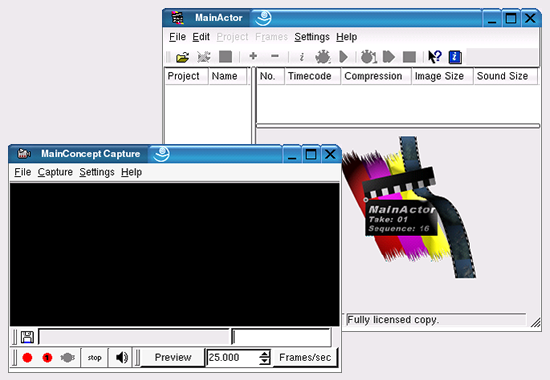 MainActor
File Edit Project Frames Settings Help
Project Name No. Timecode Compression Image Size Sound Size
MainConcept Capture
File Capture Settings Help
MainActor
Take: 01
Sequence: 16
Fully licensed copy.
stop Preview 25.000 Frames/sec